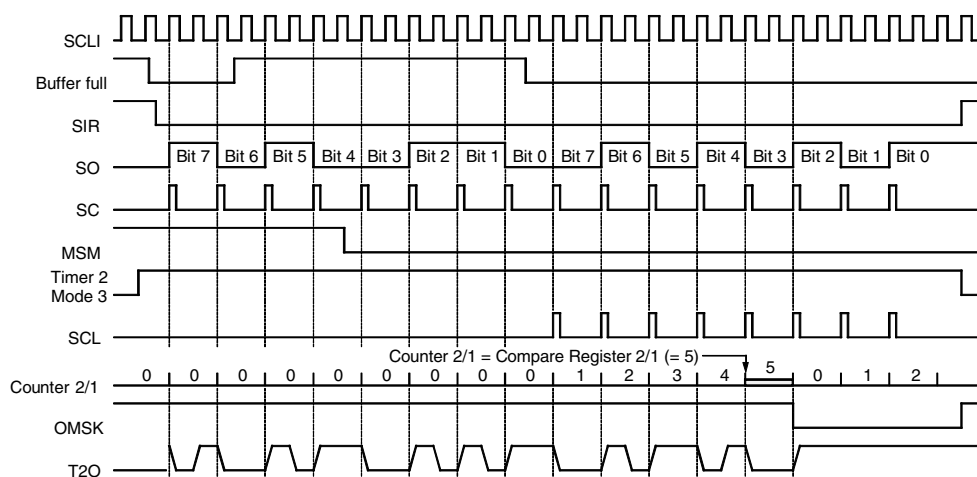 SCLI
Buffer full
SIR
SO Bit 7 Bit 6 Bit 5 Bit 4 Bit 3 Bit 2 Bit 1 Bit 0 Bit 7 Bit 6 Bit 5 Bit 4 Bit 3 Bit 2 Bit 1 Bit 0
SC
MSM
Timer 2
Mode 3
SCL
Counter 2/1 = Compare Register 2/1 (= 5)
Counter 2/1 0 0 0 0 0 0 0 0 0 1 2 3 4 5 0 1 2
OMSK
T2O